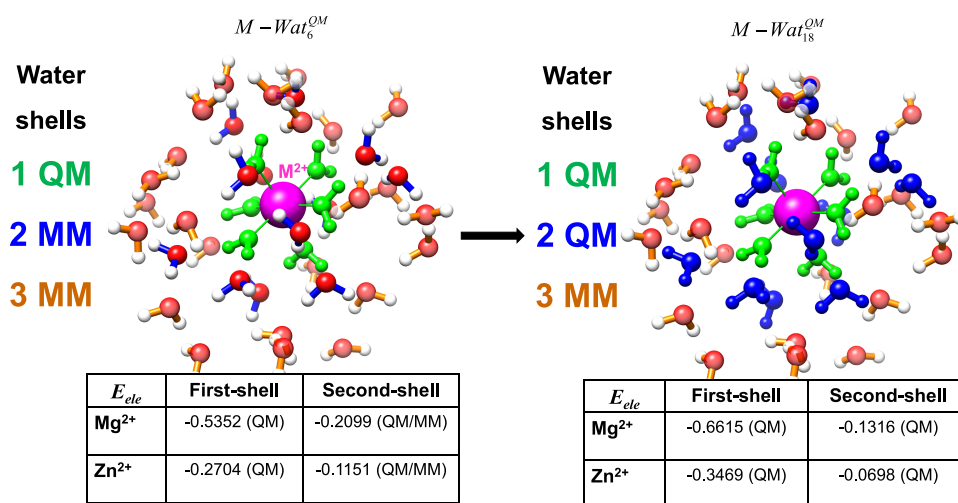 M – Wat₆^QM
Water
shells
1 QM
2 MM
3 MM
M²⁺
E_ele First-shell Second-shell
Mg²⁺ -0.5352 (QM) -0.2099 (QM/MM)
Zn²⁺ -0.2704 (QM) -0.1151 (QM/MM)
M – Wat₁₈^QM
Water
shells
1 QM
2 QM
3 MM
E_ele First-shell Second-shell
Mg²⁺ -0.6615 (QM) -0.1316 (QM)
Zn²⁺ -0.3469 (QM) -0.0698 (QM)